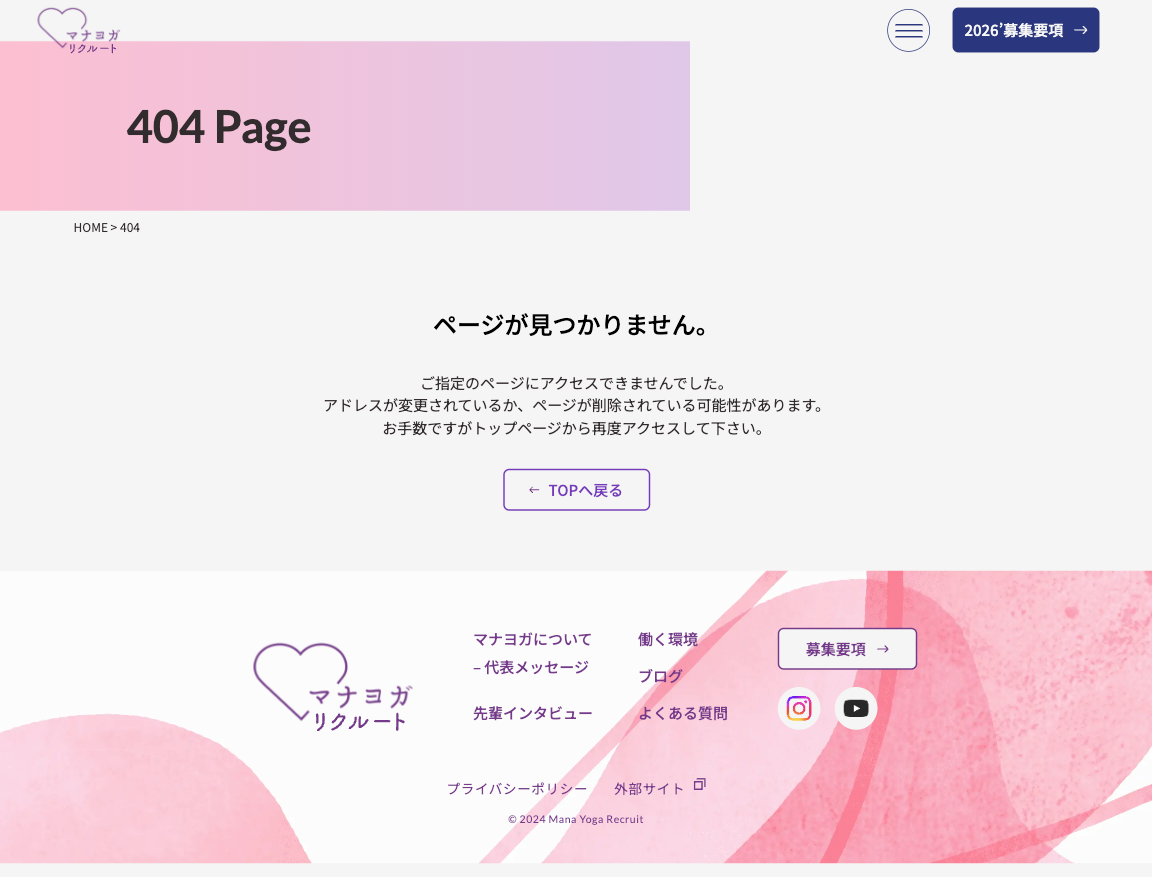 マナヨガ
リクルート
2026’募集要項 →
404 Page
HOME > 404
ページが見つかりません。
ご指定のページにアクセスできませんでした。
アドレスが変更されているか、ページが削除されている可能性があります。
お手数ですがトップページから再度アクセスして下さい。
← TOPへ戻る
マナヨガ
リクルート
マナヨガについて
– 代表メッセージ
先輩インタビュー
働く環境
ブログ
よくある質問
募集要項 →
プライバシーポリシー
外部サイト
© 2024 Mana Yoga Recruit